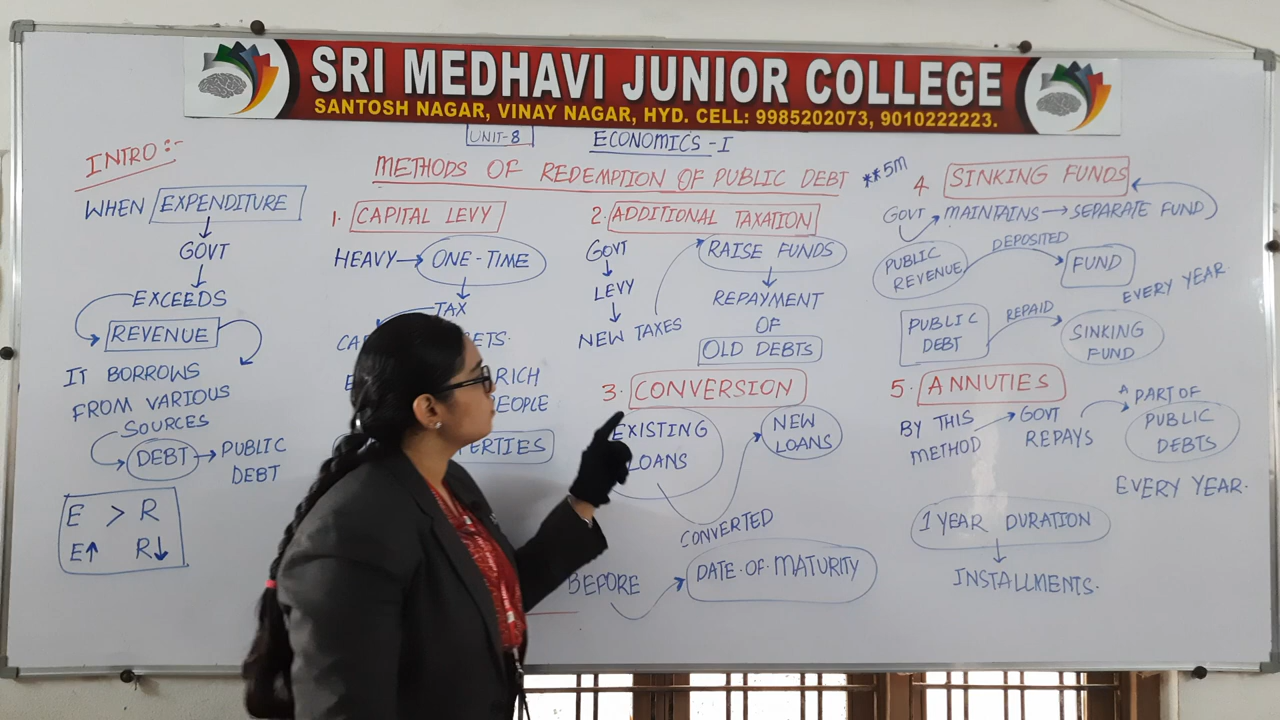 SRI MEDHAVI JUNIOR COLLEGE
SANTOSH NAGAR, VINAY NAGAR, HYD. CELL: 9985202073, 9010222223.
UNIT-8
ECONOMICS-I
METHODS OF REDEMPTION OF PUBLIC DEBT
**5M
INTRO:-
WHEN EXPENDITURE
GOVT
EXCEEDS
REVENUE
IT BORROWS
FROM VARIOUS
SOURCES
DEBT → PUBLIC
DEBT
E > R
E↑ R↓
1. CAPITAL LEVY
HEAVY → ONE-TIME
TAX
RICH
PEOPLE
2. ADDITIONAL TAXATION
GOVT
LEVY
NEW TAXES
RAISE FUNDS
REPAYMENT
OF
OLD DEBTS
3. CONVERSION
EXISTING
LOANS
NEW
LOANS
CONVERTED
BEFORE
DATE-OF-MATURITY
4 SINKING FUNDS
GOVT MAINTAINS → SEPARATE FUND
PUBLIC
REVENUE
DEPOSITED
FUND
EVERY YEAR
PUBLIC
DEBT
REPAID
SINKING
FUND
5. ANNUTIES
BY THIS
METHOD
GOVT
REPAYS
A PART OF
PUBLIC
DEBTS
EVERY YEAR.
1 YEAR DURATION
INSTALLMENTS.